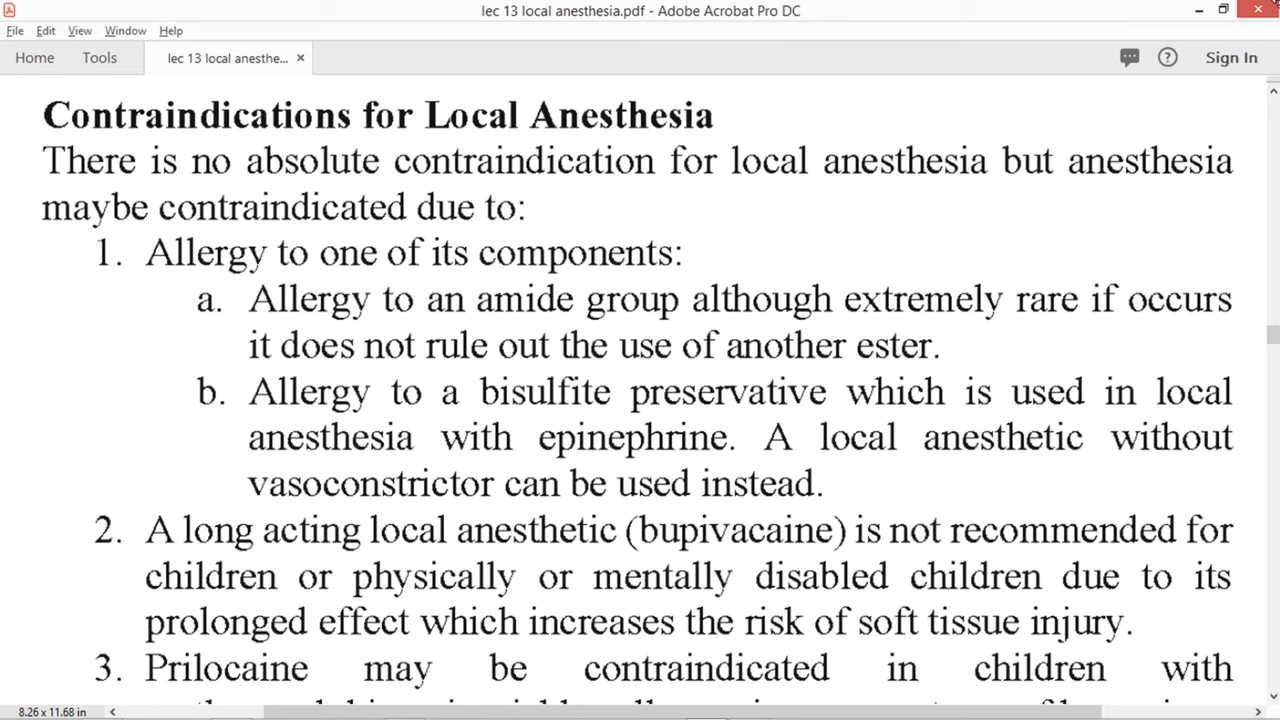 lec 13 local anesthesia.pdf - Adobe Acrobat Pro DC
File Edit View Window Help
Home Tools lec 13 local anesthe... × Sign In
Contraindications for Local Anesthesia
There is no absolute contraindication for local anesthesia but anesthesia
maybe contraindicated due to:
1. Allergy to one of its components:
a. Allergy to an amide group although extremely rare if occurs
it does not rule out the use of another ester.
b. Allergy to a bisulfite preservative which is used in local
anesthesia with epinephrine. A local anesthetic without
vasoconstrictor can be used instead.
2. A long acting local anesthetic (bupivacaine) is not recommended for
children or physically or mentally disabled children due to its
prolonged effect which increases the risk of soft tissue injury.
3. Prilocaine may be contraindicated in children with
8.26 x 11.68 in